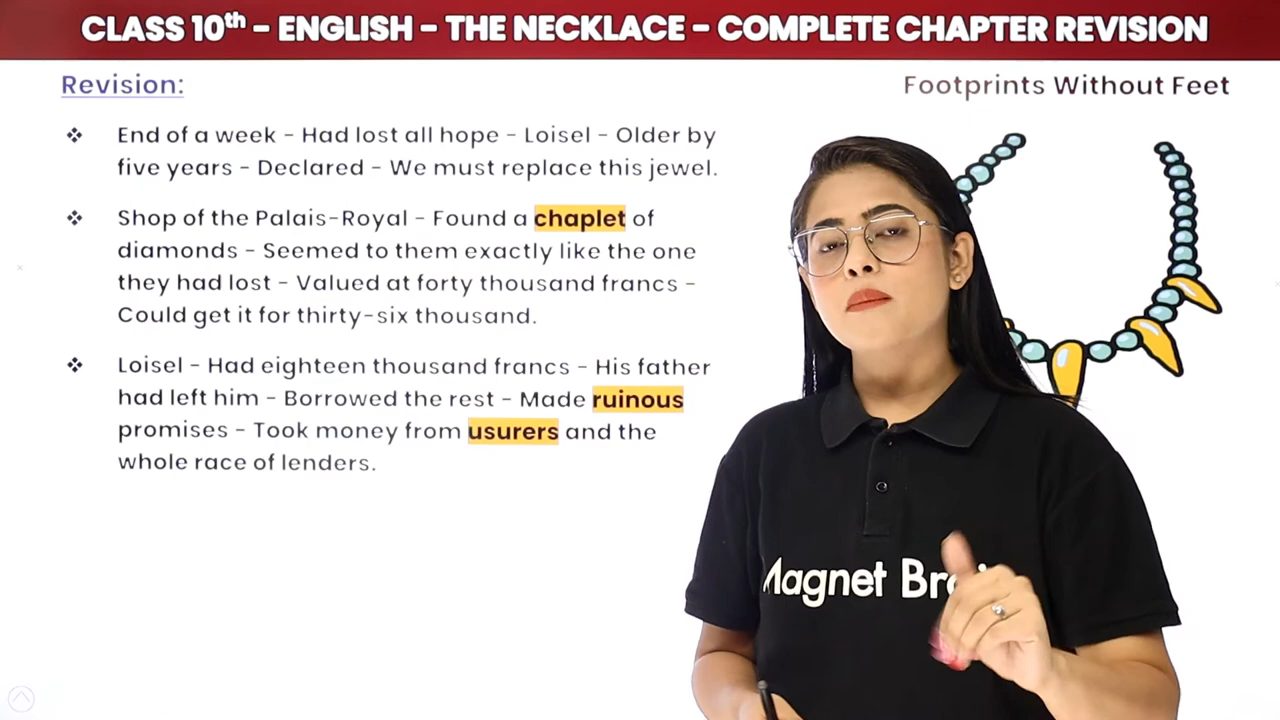 CLASS 10th - ENGLISH - THE NECKLACE - COMPLETE CHAPTER REVISION
Revision:
Footprints Without Feet
❖ End of a week - Had lost all hope - Loisel - Older by
five years - Declared - We must replace this jewel.
❖ Shop of the Palais-Royal - Found a chaplet of
diamonds - Seemed to them exactly like the one
they had lost - Valued at forty thousand francs -
Could get it for thirty-six thousand.
❖ Loisel - Had eighteen thousand francs - His father
had left him - Borrowed the rest - Made ruinous
promises - Took money from usurers and the
whole race of lenders.
Magnet